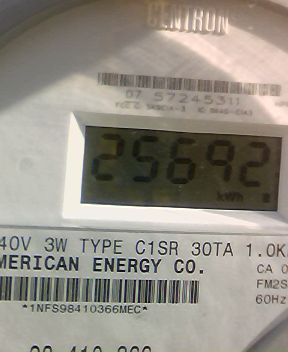 CENTRON
07 57245311
25692
kWh
40V 3W TYPE C1SR 30TA 1.0K
MERICAN ENERGY CO.
CA 0
FM2S
60Hz
*1NFS98410366MEC*